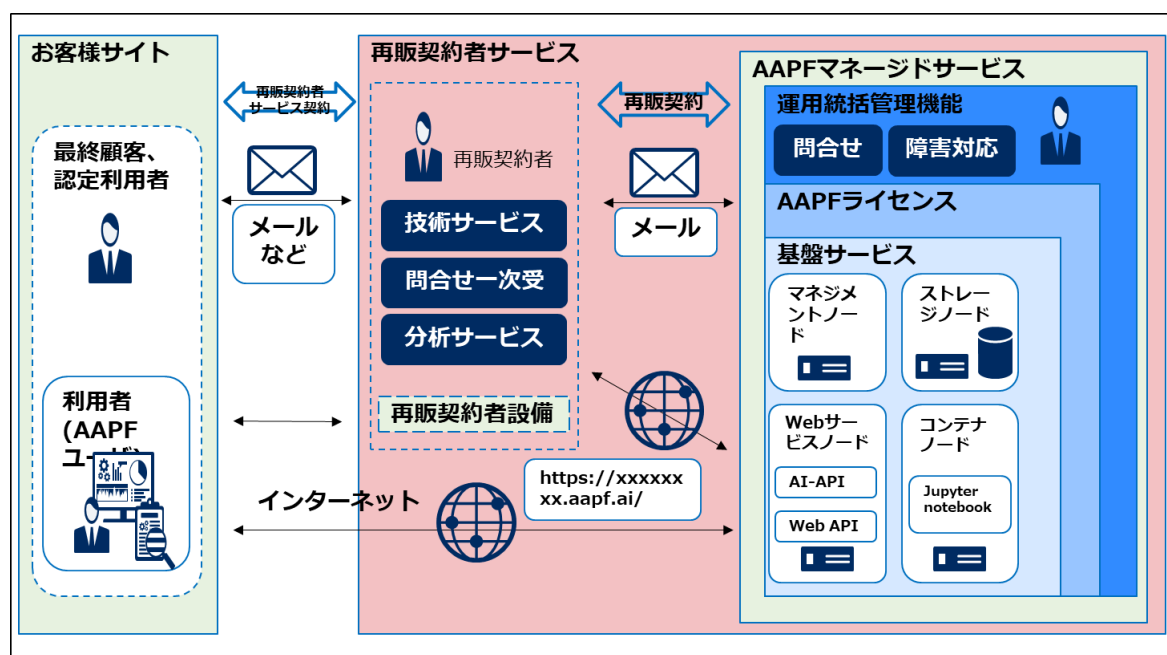 お客様サイト
最終顧客、
認定利用者
利用者
(AAPF
ユーザ)
再販契約者
サービス契約
メール
など
インターネット
再販契約者サービス
再販契約者
技術サービス
問合せ一次受
分析サービス
再販契約者設備
再販契約
メール
https://xxxxxx
xx.aapf.ai/
AAPFマネージドサービス
運用統括管理機能
問合せ
障害対応
AAPFライセンス
基盤サービス
マネジメ
ントノー
ド
ストレー
ジノード
Webサー
ビスノード
AI-API
Web API
コンテナ
ノード
Jupyter
notebook